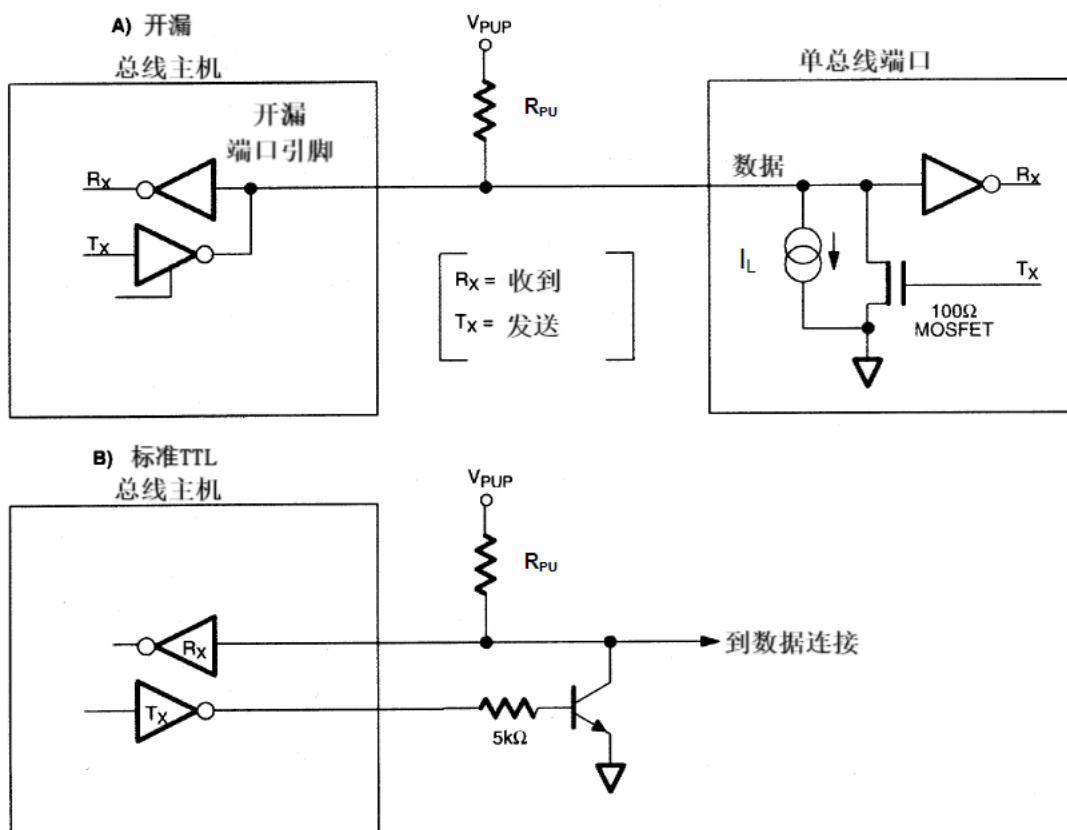 A) 开漏
总线主机
V_PUP
单总线端口
R_PU
开漏
端口引脚
数据
R_X
R_X
T_X
I_L
T_X
R_X = 收到
T_X = 发送
100Ω
MOSFET
B) 标准TTL
总线主机
V_PUP
R_PU
R_X
到数据连接
T_X
5kΩ